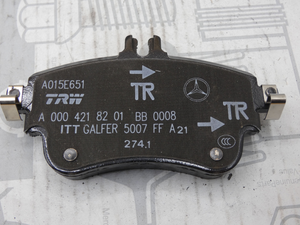 A015E651
TRW
TR
TR
A 000 421 82 01 BB 0008
ITT GALFER 5007 FF A21
274.1